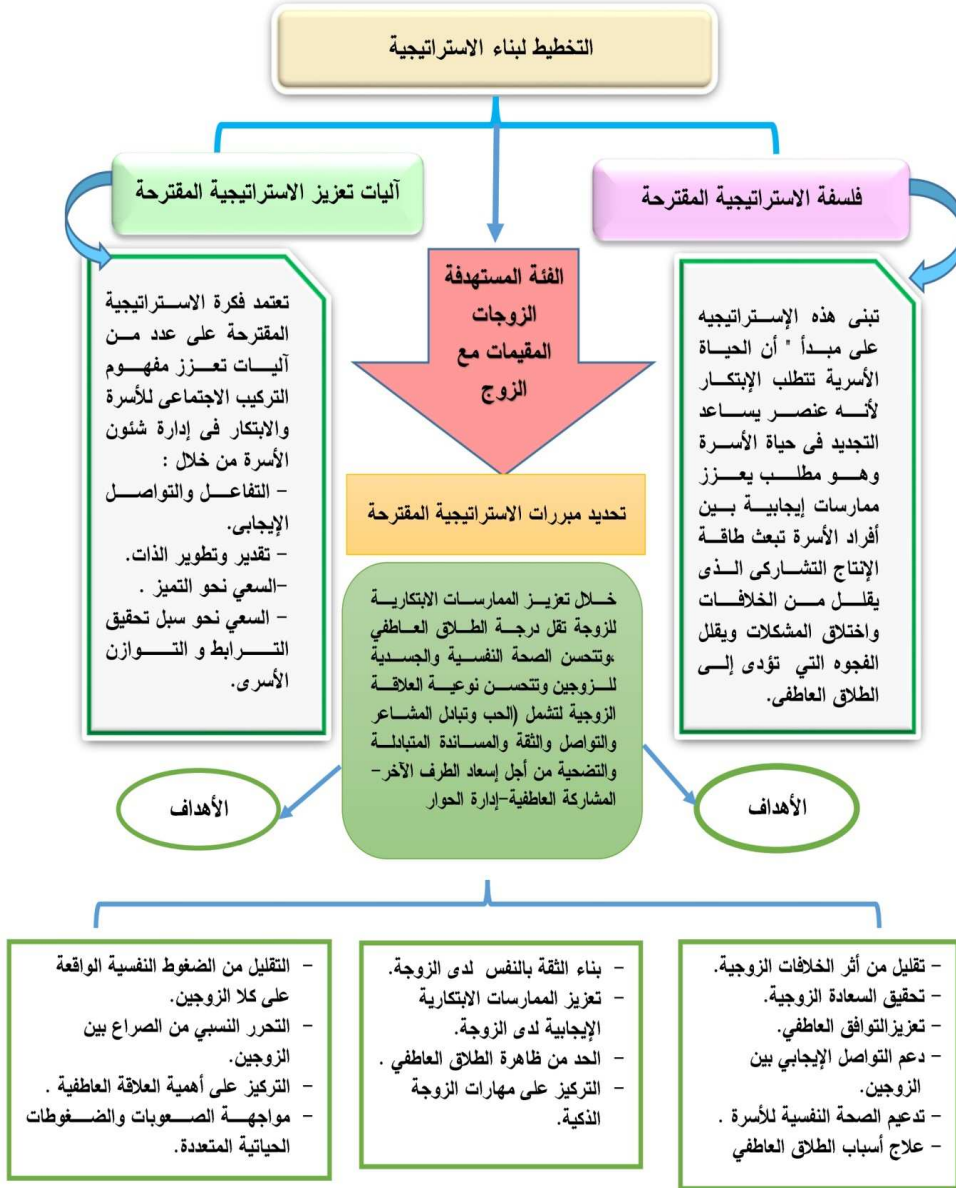 التخطيط لبناء الاستراتيجية
فلسفة الاستراتيجية المقترحة
تبنى هذه الإستراتيجيه
على مبدأ " أن الحياة
الأسرية تتطلب الإبتكار
لأنه عنصر يساعد
التجديد فى حياة الأسرة
وهو مطلب يعزز
ممارسات إيجابية بين
أفراد الأسرة تبعث طاقة
الإنتاج التشاركى الذى
يقلل من الخلافات
واختلاق المشكلات ويقلل
الفجوه التي تؤدى إلى
الطلاق العاطفى.
آليات تعزيز الاستراتيجية المقترحة
تعتمد فكرة الاستراتيجية
المقترحة على عدد من
آليات تعزز مفهوم
التركيب الاجتماعى للأسرة
والابتكار فى إدارة شئون
الأسرة من خلال :
- التفاعل والتواصل
الإيجابى.
- تقدير وتطوير الذات.
-السعي نحو التميز .
- السعي نحو سبل تحقيق
الترابط و التوازن
الأسرى.
الفئة المستهدفة
الزوجات
المقيمات مع
الزوج
تحديد مبررات الاستراتيجية المقترحة
خلال تعزيز الممارسات الابتكارية
للزوجة تقل درجة الطلاق العاطفي
،وتتحسن الصحة النفسية والجسدية
للزوجين وتتحسن نوعية العلاقة
الزوجية لتشمل (الحب وتبادل المشاعر
والتواصل والثقة والمساندة المتبادلة
والتضحية من أجل إسعاد الطرف الآخر-
المشاركة العاطفية-إدارة الحوار
الأهداف
الأهداف
- تقليل من أثر الخلافات الزوجية.
- تحقيق السعادة الزوجية.
- تعزيزالتوافق العاطفي.
- دعم التواصل الإيجابي بين
الزوجين.
- تدعيم الصحة النفسية للأسرة .
- علاج أسباب الطلاق العاطفي
- بناء الثقة بالنفس لدى الزوجة.
- تعزيز الممارسات الابتكارية
الإيجابية لدى الزوجة.
- الحد من ظاهرة الطلاق العاطفي .
- التركيز على مهارات الزوجة
الذكية.
- التقليل من الضغوط النفسية الواقعة
على كلا الزوجين.
- التحرر النسبي من الصراع بين
الزوجين.
- التركيز على أهمية العلاقة العاطفية .
- مواجهة الصعوبات والضغوطات
الحياتية المتعددة.